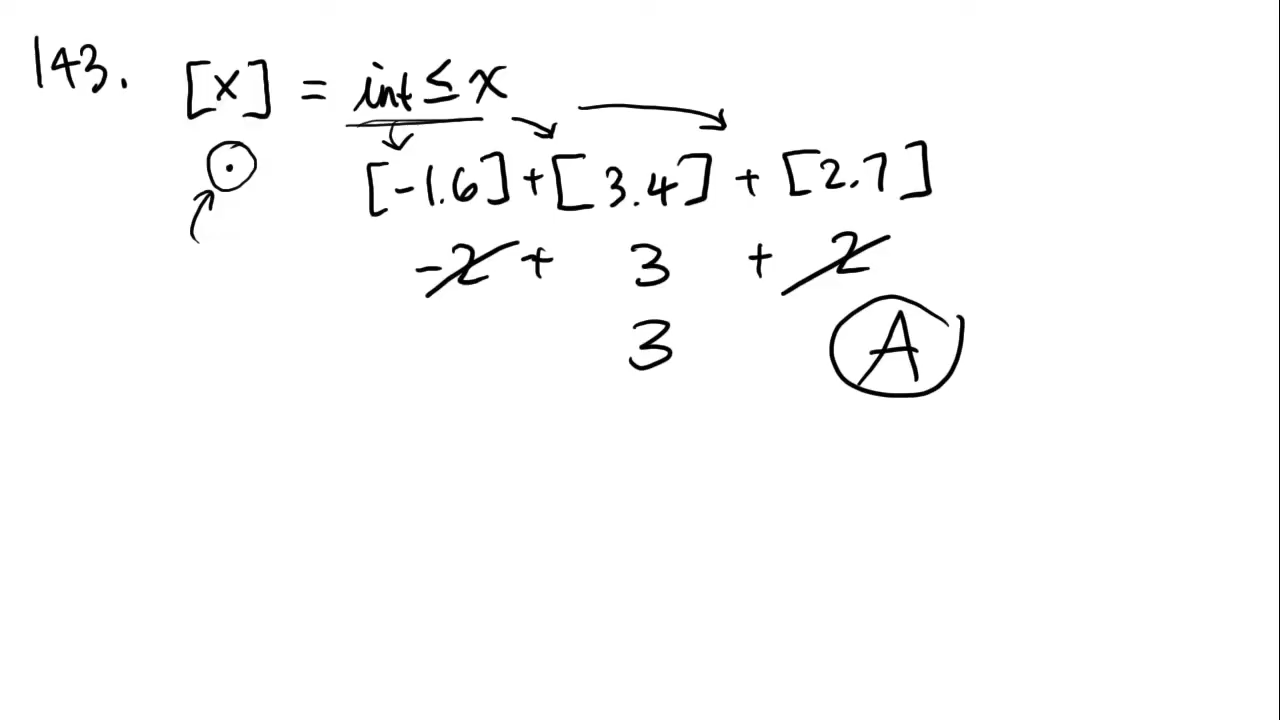 143. [x] = int ≤ x
[-1.6] + [3.4] + [2.7]
-2 + 3 + 2
3 A